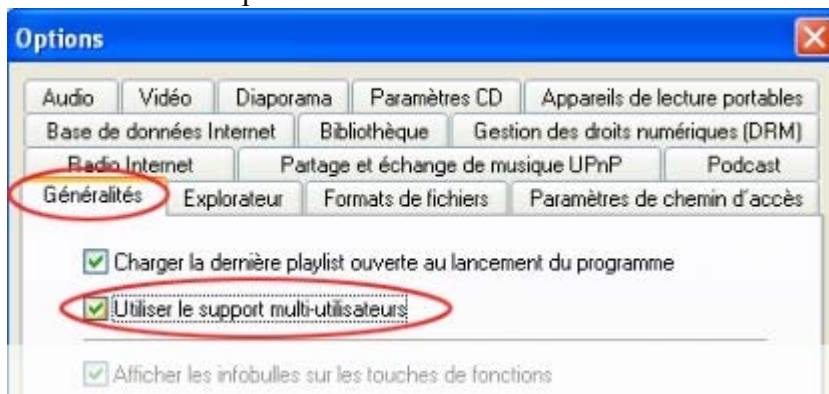 Options
Audio Vidéo Diaporama Paramètres CD Appareils de lecture portables
Base de données Internet Bibliothèque Gestion des droits numériques (DRM)
Radio Internet Partage et échange de musique UPnP Podcast
Généralités Explorateur Formats de fichiers Paramètres de chemin d'accès
Charger la dernière playlist ouverte au lancement du programme
Utiliser le support multi-utilisateurs
Afficher les infobulles sur les touches de fonctions